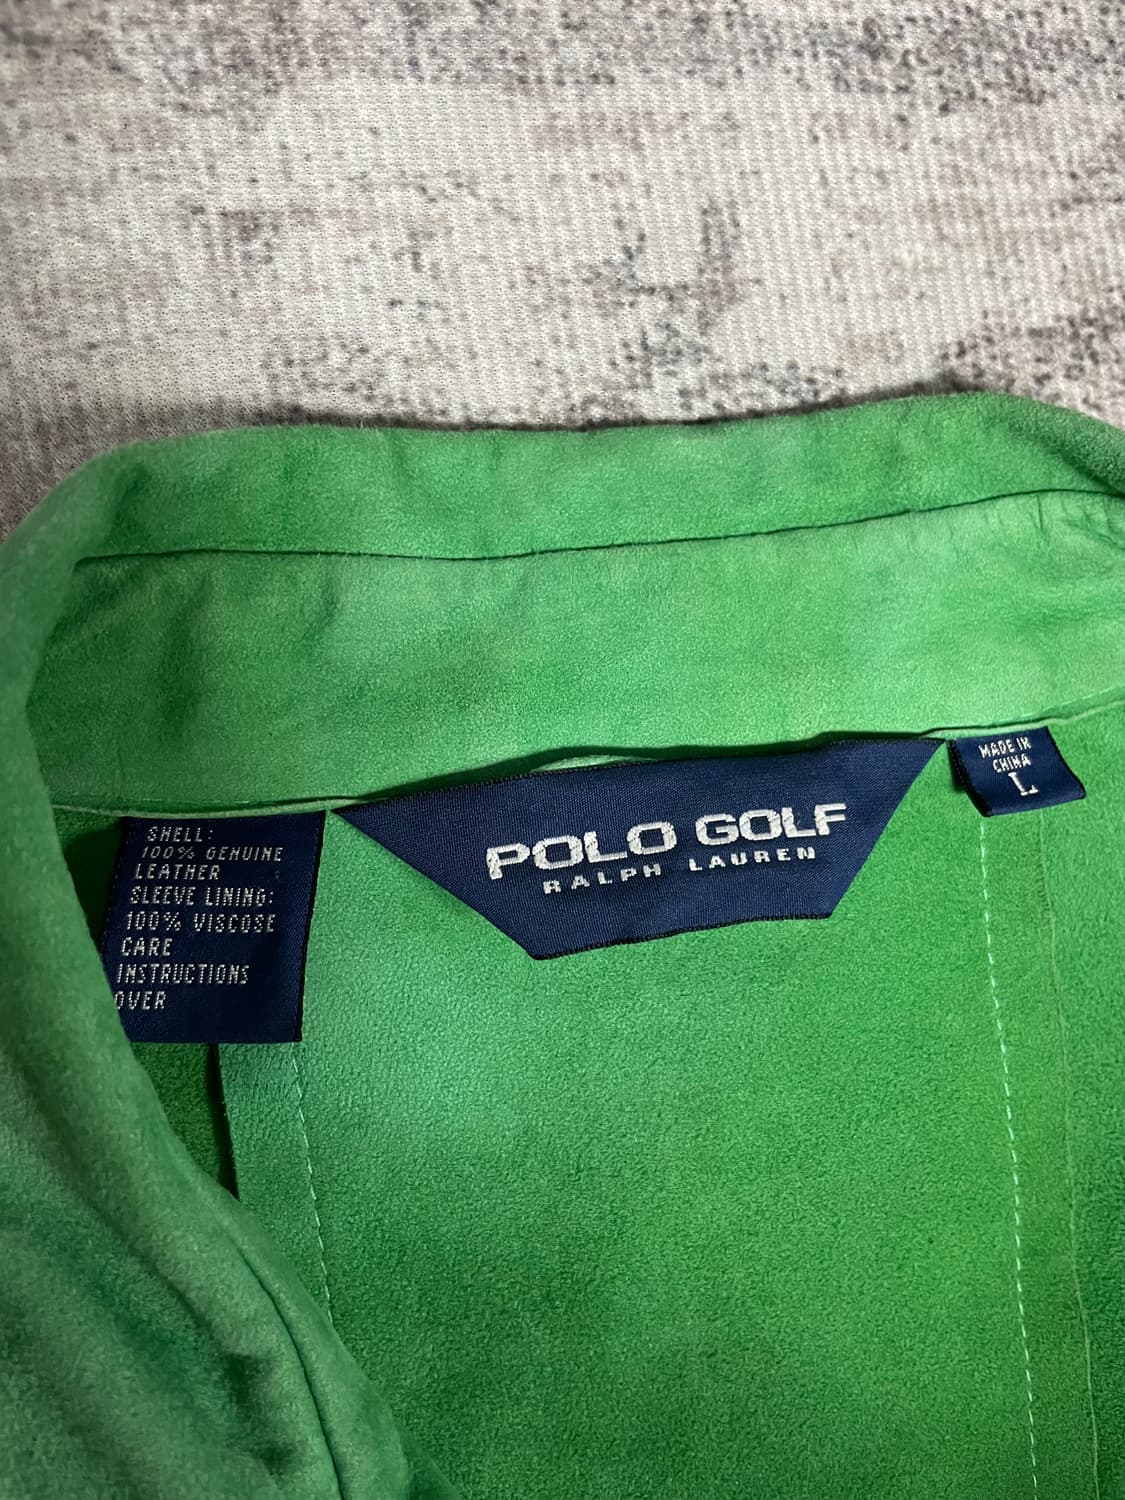 MADE IN
CHINA
L
POLO GOLF
RALPH LAUREN
SHELL:
100% GENUINE
LEATHER
SLEEVE LINING:
100% VISCOSE
CARE
INSTRUCTIONS
OVER